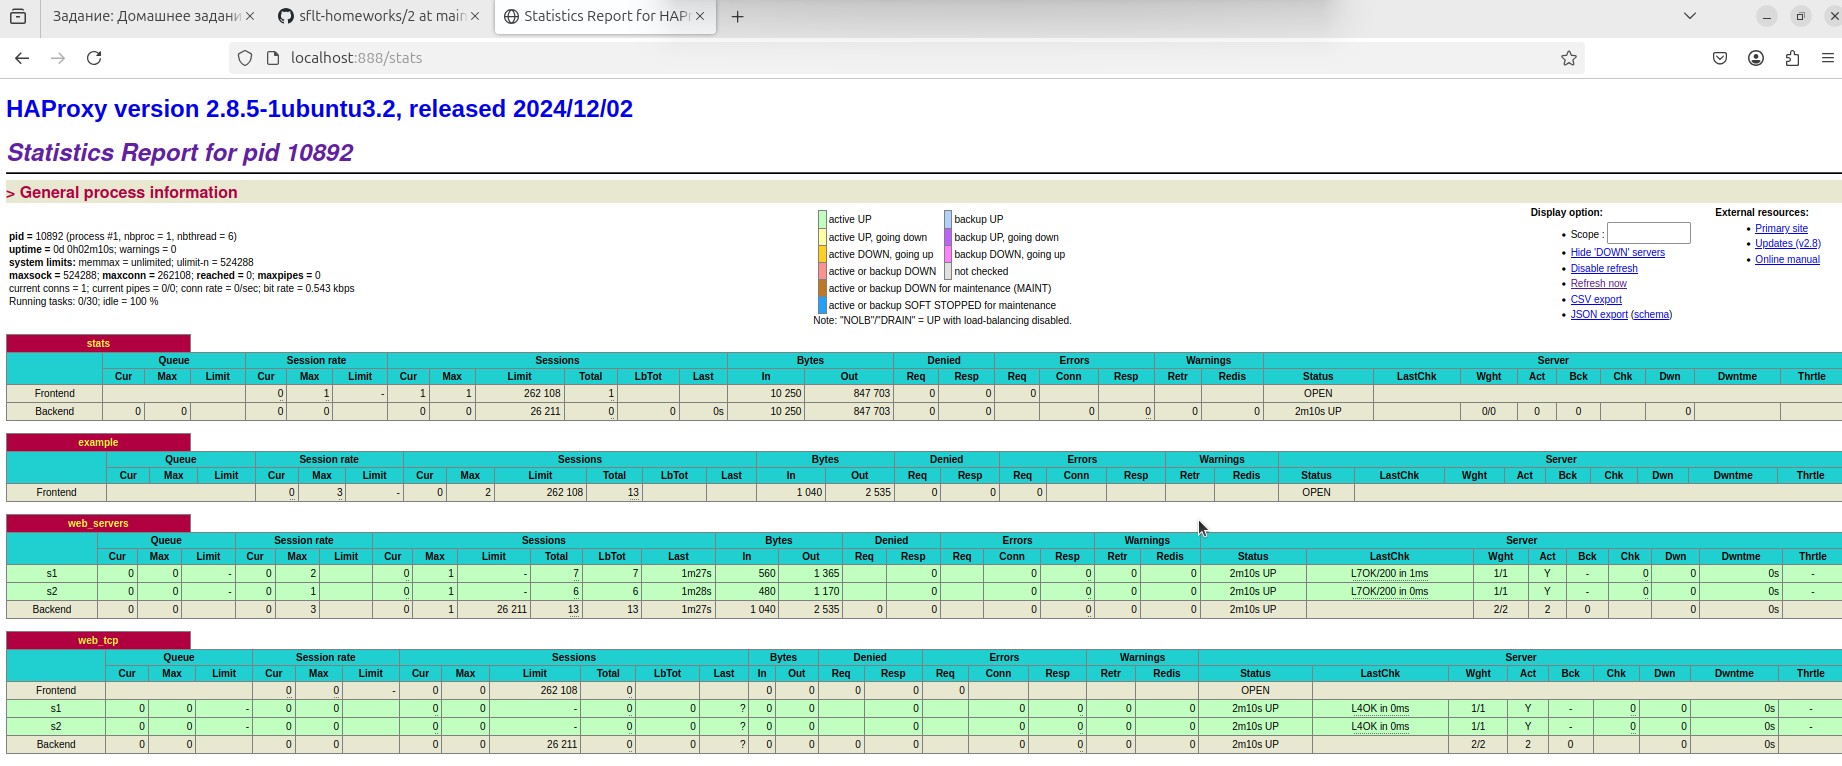 Задание: Домашнее задани
sflt-homeworks/2 at main
Statistics Report for HAPr
localhost:888/stats
HAProxy version 2.8.5-1ubuntu3.2, released 2024/12/02
Statistics Report for pid 10892
> General process information
pid = 10892 (process #1, nbproc = 1, nbthread = 6)
uptime = 0d 0h02m10s; warnings = 0
system limits: memmax = unlimited; ulimit-n = 524288
maxsock = 524288; maxconn = 262108; reached = 0; maxpipes = 0
current conns = 1; current pipes = 0/0; conn rate = 0/sec; bit rate = 0.543 kbps
Running tasks: 0/30; idle = 100 %
active UP backup UP
active UP, going down backup UP, going down
active DOWN, going up backup DOWN, going up
active or backup DOWN not checked
active or backup DOWN for maintenance (MAINT)
active or backup SOFT STOPPED for maintenance
Note: "NOLB"/"DRAIN" = UP with load-balancing disabled.
Display option:
• Scope :
• Hide 'DOWN' servers
• Disable refresh
• Refresh now
• CSV export
• JSON export (schema)
External resources:
• Primary site
• Updates (v2.8)
• Online manual
stats
Queue Session rate Sessions Bytes Denied Errors Warnings Server
Cur Max Limit Cur Max Limit Cur Max Limit Total LbTot Last In Out Req Resp Req Conn Resp Retr Redis Status LastChk Wght Act Bck Chk Dwn Dwntme Thrtle
Frontend 0 1 - 1 1 262 108 1 10 250 847 703 0 0 0 OPEN
Backend 0 0 0 0 0 0 26 211 0 0 0s 10 250 847 703 0 0 0 0 0 0 2m10s UP 0/0 0 0 0
example
Queue Session rate Sessions Bytes Denied Errors Warnings Server
Cur Max Limit Cur Max Limit Cur Max Limit Total LbTot Last In Out Req Resp Req Conn Resp Retr Redis Status LastChk Wght Act Bck Chk Dwn Dwntme Thrtle
Frontend 0 3 - 0 2 262 108 13 1 040 2 535 0 0 0 OPEN
web_servers
Queue Session rate Sessions Bytes Denied Errors Warnings Server
Cur Max Limit Cur Max Limit Cur Max Limit Total LbTot Last In Out Req Resp Req Conn Resp Retr Redis Status LastChk Wght Act Bck Chk Dwn Dwntme Thrtle
s1 0 0 - 0 2 0 1 - 7 7 1m27s 560 1 365 0 0 0 0 0 2m10s UP L7OK/200 in 1ms 1/1 Y - 0 0 0s -
s2 0 0 - 0 1 0 1 - 6 6 1m28s 480 1 170 0 0 0 0 0 2m10s UP L7OK/200 in 0ms 1/1 Y - 0 0 0s -
Backend 0 0 0 3 0 1 26 211 13 13 1m27s 1 040 2 535 0 0 0 0 0 0 2m10s UP 2/2 2 0 0 0s
web_tcp
Queue Session rate Sessions Bytes Denied Errors Warnings Server
Cur Max Limit Cur Max Limit Cur Max Limit Total LbTot Last In Out Req Resp Req Conn Resp Retr Redis Status LastChk Wght Act Bck Chk Dwn Dwntme Thrtle
Frontend 0 0 - 0 0 262 108 0 0 0 0 0 0 OPEN
s1 0 0 - 0 0 0 0 - 0 0 ? 0 0 0 0 0 0 0 2m10s UP L4OK in 0ms 1/1 Y - 0 0 0s -
s2 0 0 - 0 0 0 0 - 0 0 ? 0 0 0 0 0 0 0 2m10s UP L4OK in 0ms 1/1 Y - 0 0 0s -
Backend 0 0 0 0 0 0 26 211 0 0 ? 0 0 0 0 0 0 0 0 2m10s UP 2/2 2 0 0 0s